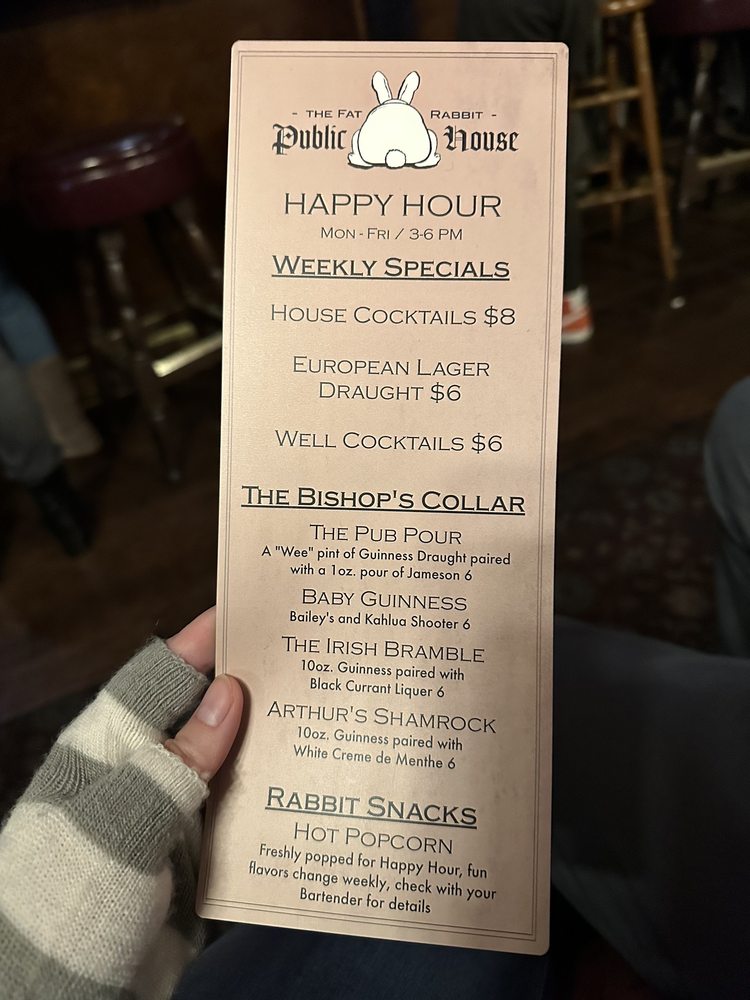 - THE FAT RABBIT -
Public House
HAPPY HOUR
MON - FRI / 3-6 PM
WEEKLY SPECIALS
HOUSE COCKTAILS $8
EUROPEAN LAGER
DRAUGHT $6
WELL COCKTAILS $6
THE BISHOP'S COLLAR
THE PUB POUR
A "Wee" pint of Guinness Draught paired
with a 1oz. pour of Jameson 6
BABY GUINNESS
Bailey's and Kahlua Shooter 6
THE IRISH BRAMBLE
10oz. Guinness paired with
Black Currant Liquer 6
ARTHUR'S SHAMROCK
10oz. Guinness paired with
White Creme de Menthe 6
RABBIT SNACKS
HOT POPCORN
Freshly popped for Happy Hour, fun
flavors change weekly, check with your
Bartender for details